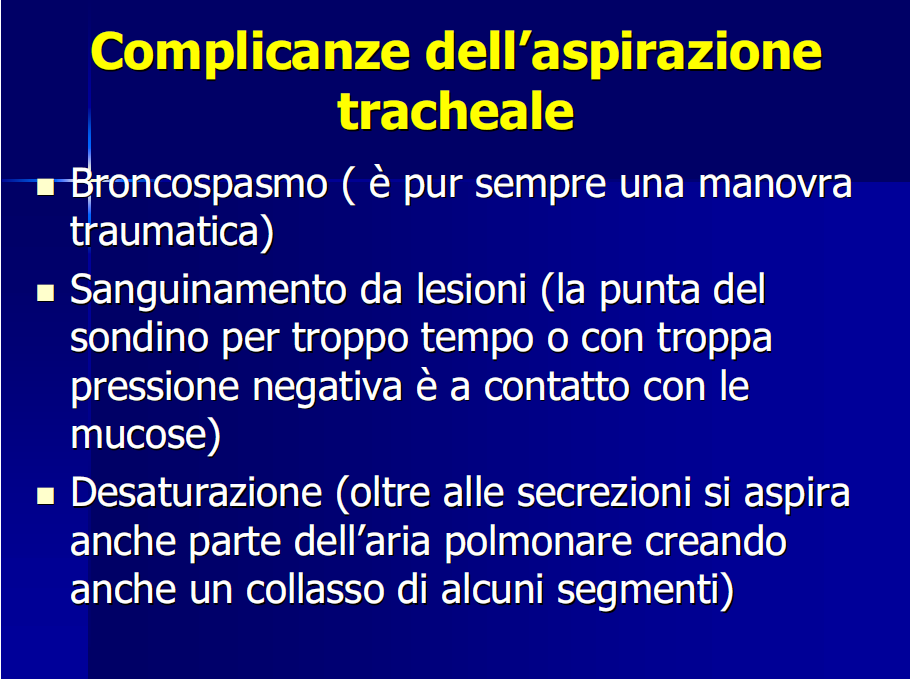 Complicanze dell’aspirazione
tracheale
Broncospasmo ( è pur sempre una manovra
traumatica)
Sanguinamento da lesioni (la punta del
sondino per troppo tempo o con troppa
pressione negativa è a contatto con le
mucose)
Desaturazione (oltre alle secrezioni si aspira
anche parte dell’aria polmonare creando
anche un collasso di alcuni segmenti)